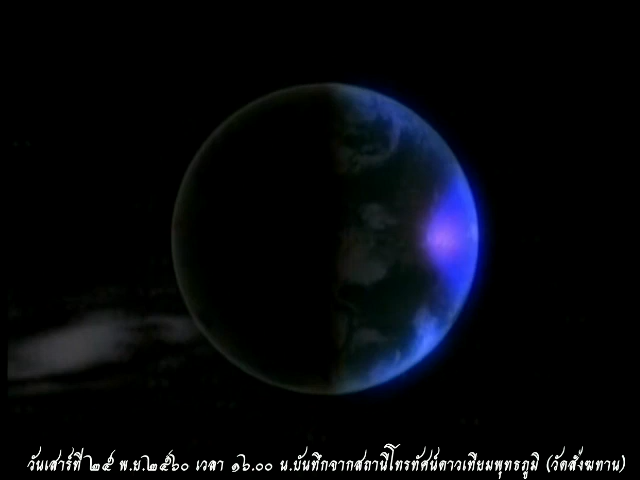 วันเสาร์ที่ ๒๕ พ.ย.๒๕๖๐ เวลา ๑๖.๐๐ น.บันทึกจากสถานีโทรทัศน์ดาวเทียมพุทธภูมิ (วัดสังฆทาน)